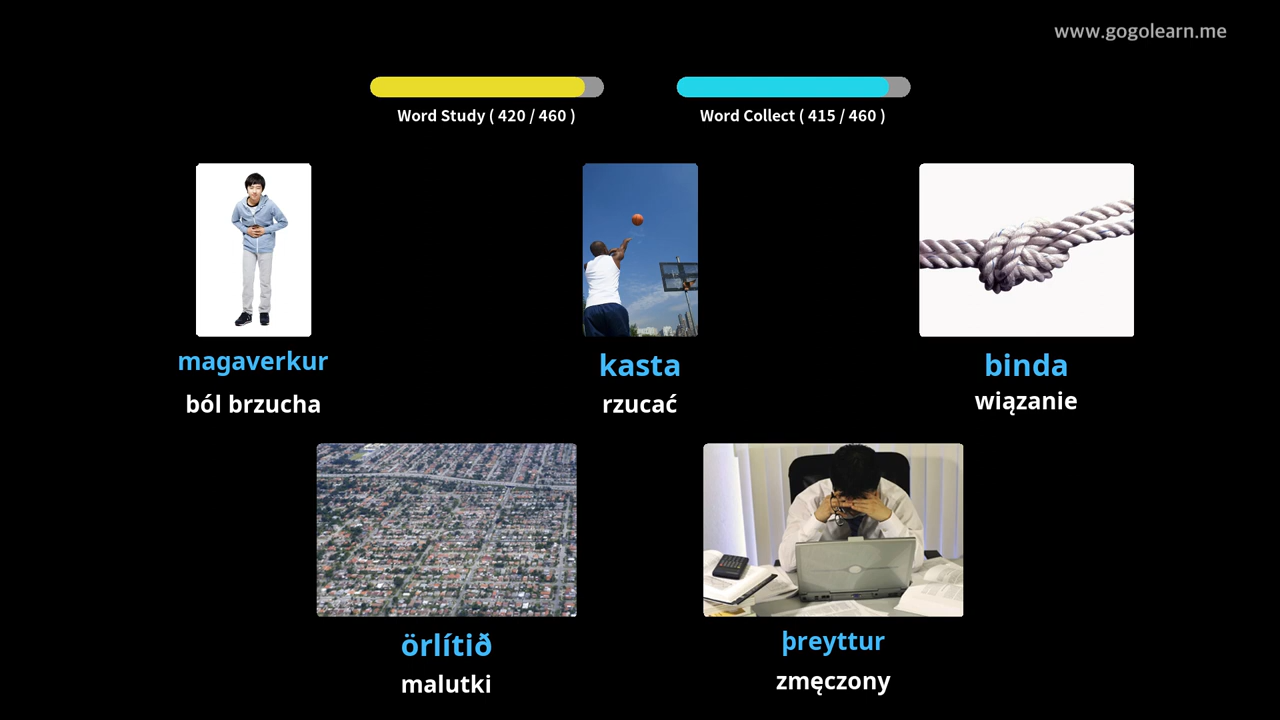 www.gogolearn.me
Word Study ( 420 / 460 )
Word Collect ( 415 / 460 )
magaverkur
ból brzucha
kasta
rzucać
binda
wiązanie
örlítið
malutki
þreyttur
zmęczony